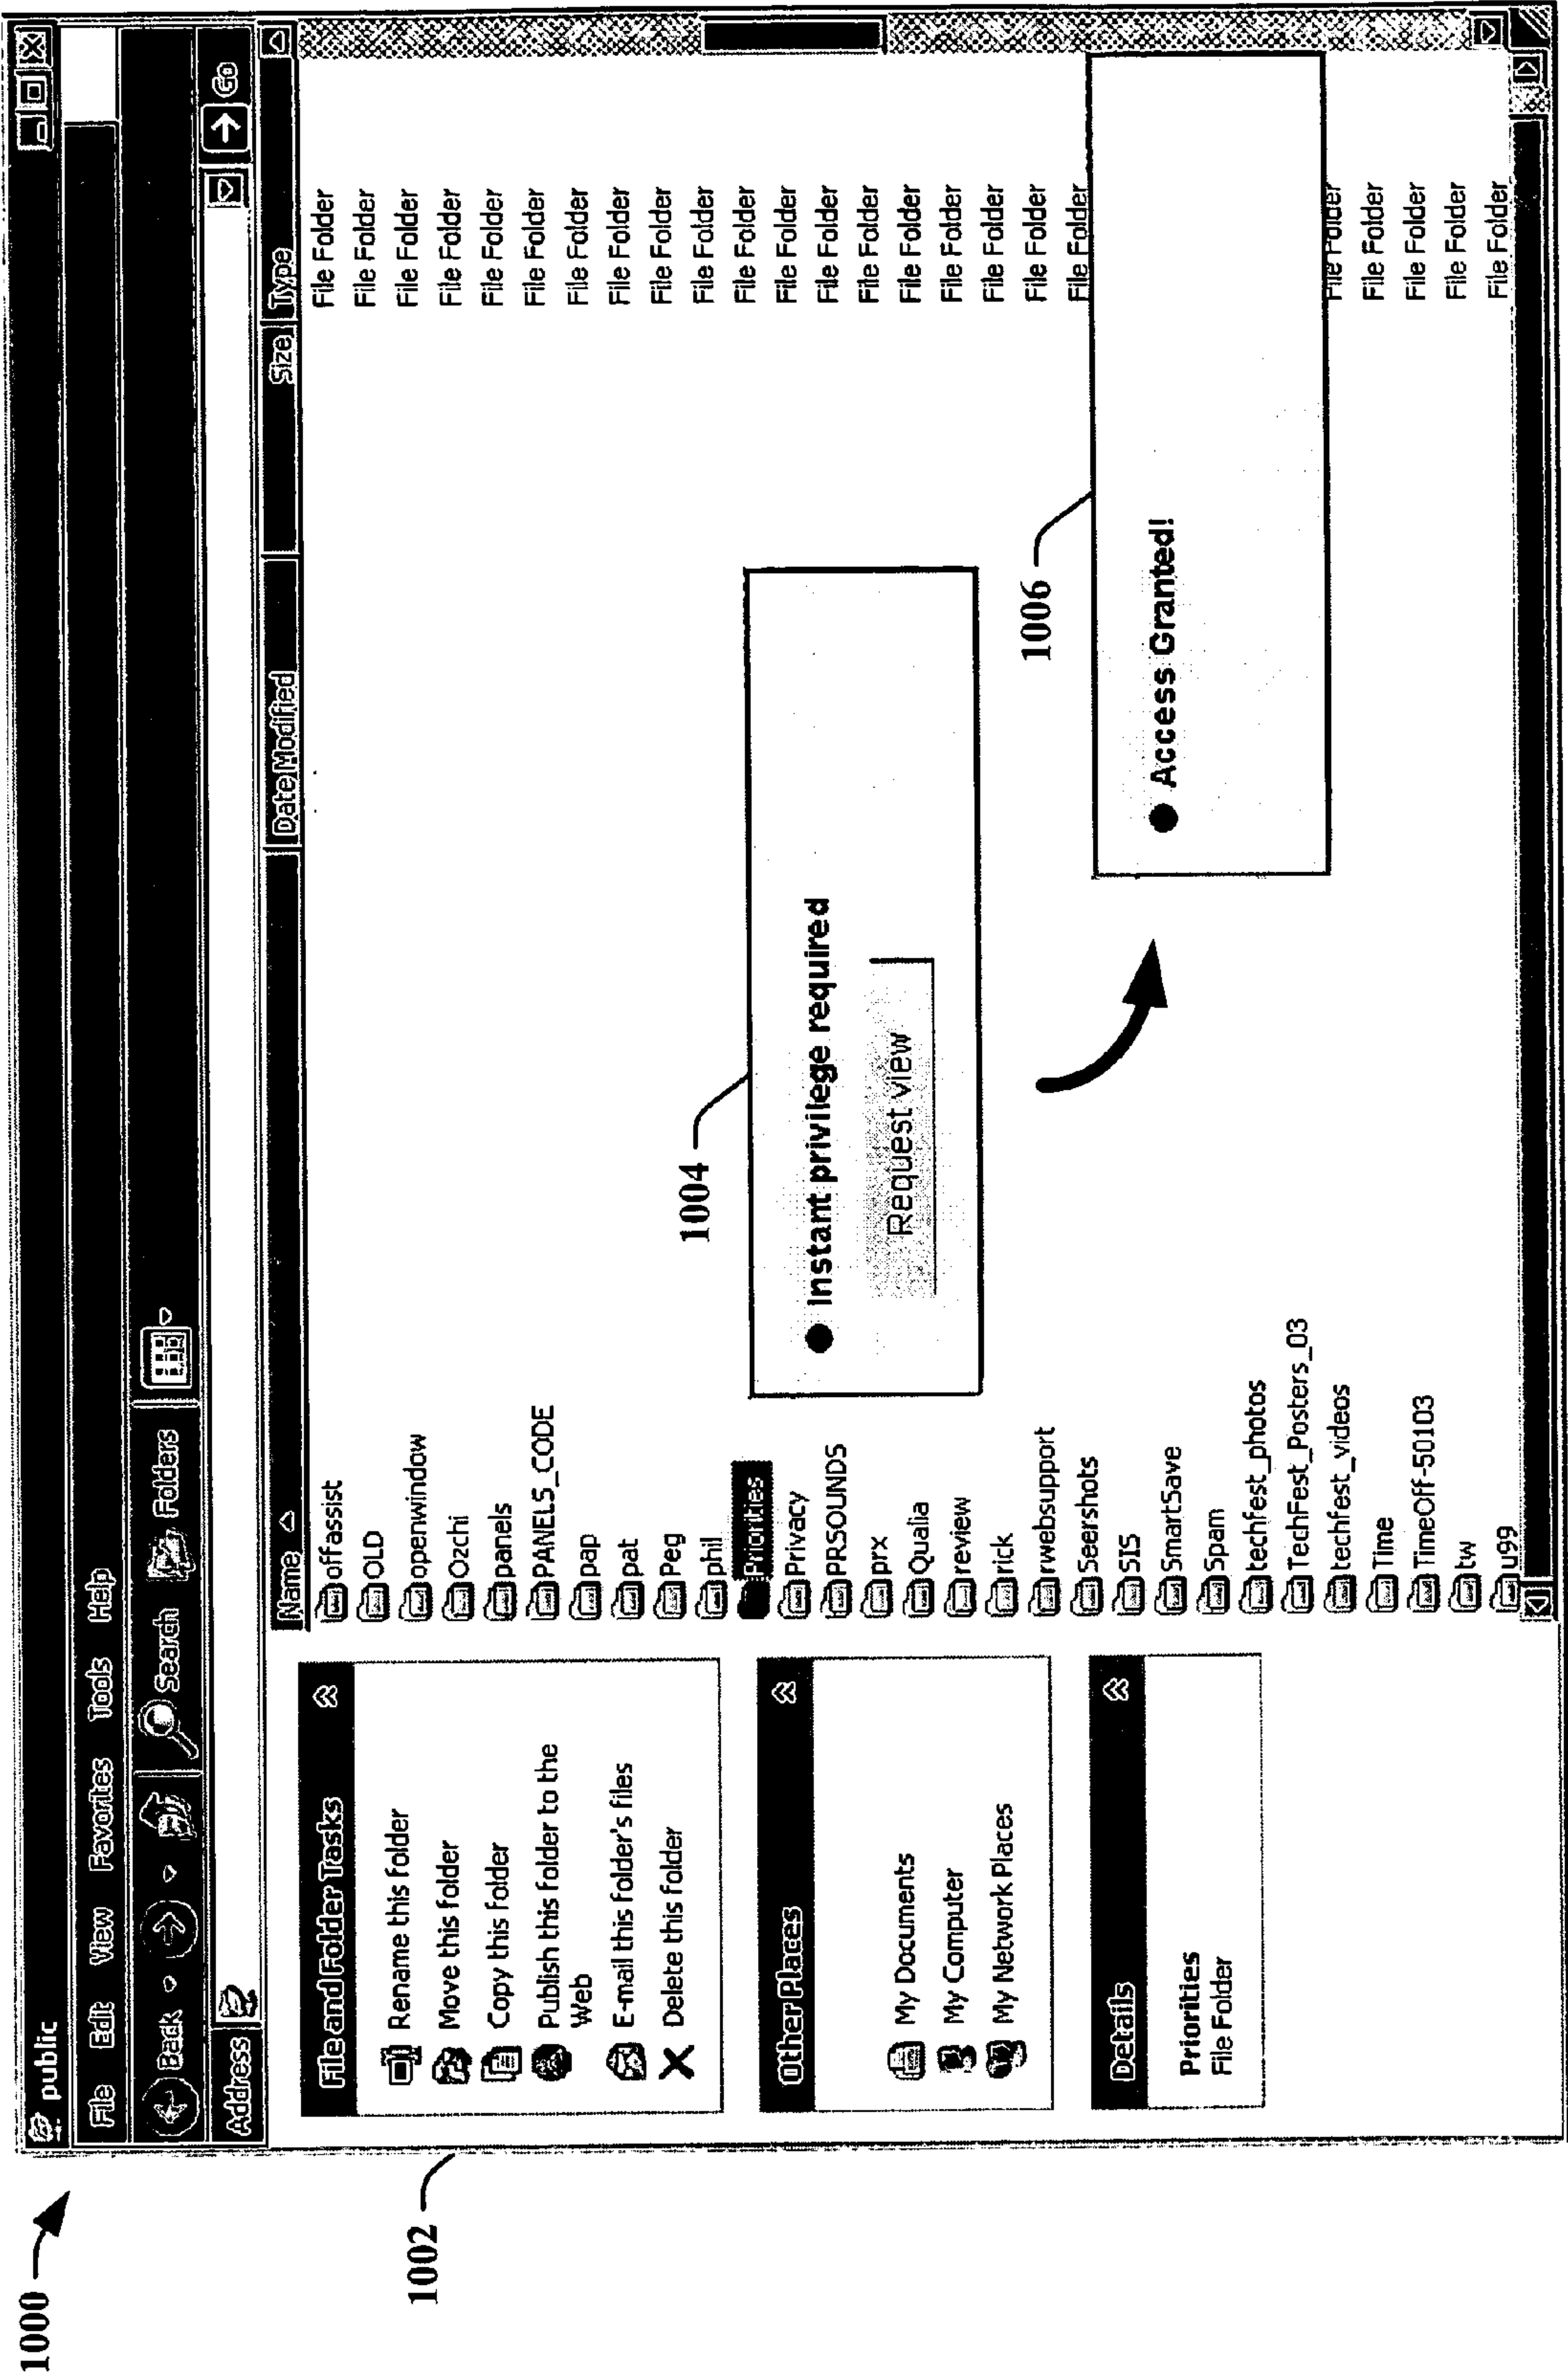 1000
1002
public
File Edit View Favorites Tools Help
Back Search Folders
Address Go
File and Folder Tasks
Rename this folder
Move this folder
Copy this folder
Publish this folder to the
Web
E-mail this folder's files
Delete this folder
Other Places
My Documents
My Computer
My Network Places
Details
Priorities
File Folder
Name Date Modified Size Type
offassist File Folder
OLD File Folder
openwindow File Folder
Ozchi File Folder
panels File Folder
PANELS_CODE File Folder
pap File Folder
pat File Folder
Peg File Folder
phil File Folder
Priorities File Folder
Privacy File Folder
PRSOUNDS File Folder
prx File Folder
Qualia File Folder
review File Folder
rick File Folder
rwebsupport File Folder
Seershots File Folder
SIS
SmartSave
Spam
techfest_photos
TechFest_Posters_03
techfest_videos File Folder
Time File Folder
TimeOff-50103 File Folder
tw File Folder
u99 File Folder
1004
Instant privilege required
Request view
1006
Access Granted!